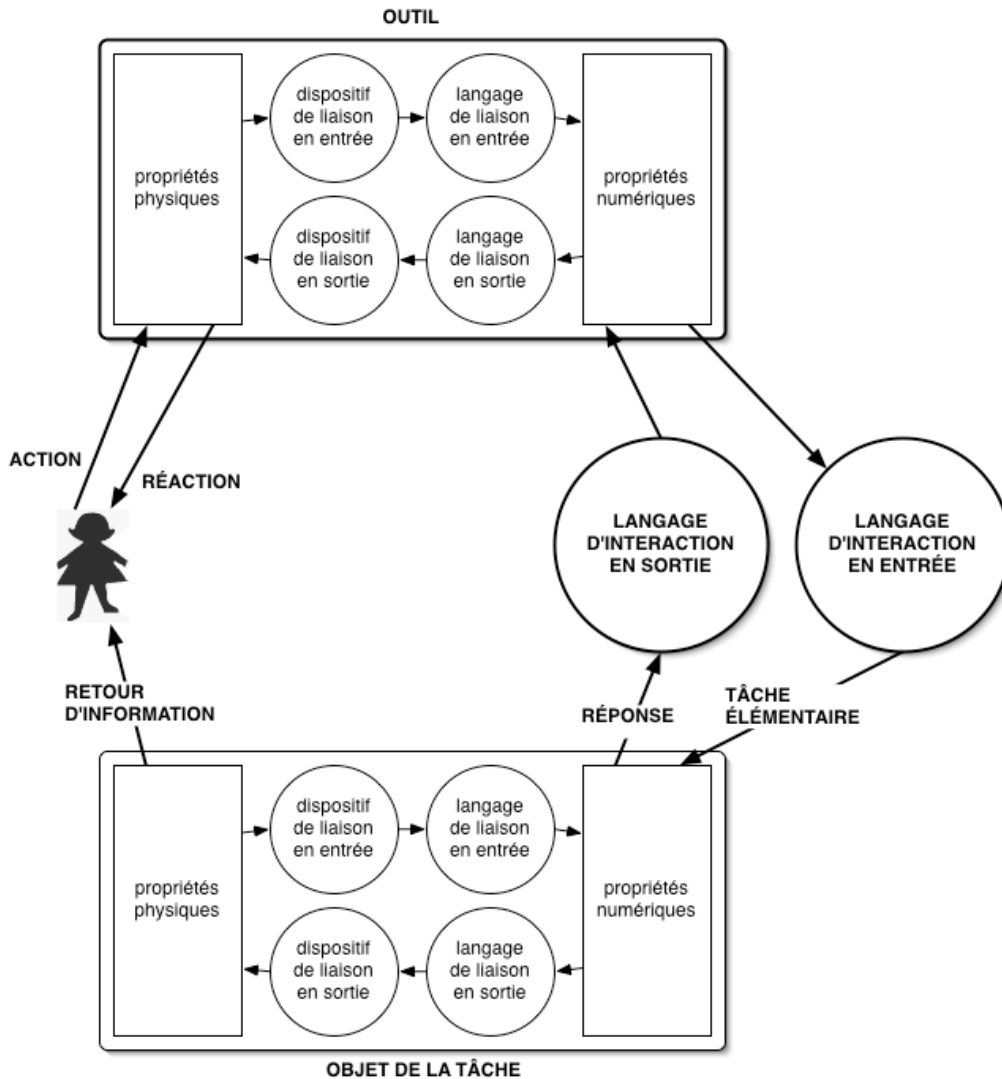 OUTIL
propriétés
physiques
dispositif
de liaison
en entrée
langage
de liaison
en entrée
propriétés
numériques
dispositif
de liaison
en sortie
langage
de liaison
en sortie
ACTION
RÉACTION
LANGAGE
D'INTERACTION
EN SORTIE
LANGAGE
D'INTERACTION
EN ENTRÉE
RETOUR
D'INFORMATION
RÉPONSE
TÂCHE
ÉLÉMENTAIRE
propriétés
physiques
dispositif
de liaison
en entrée
langage
de liaison
en entrée
propriétés
numériques
dispositif
de liaison
en sortie
langage
de liaison
en sortie
OBJET DE LA TÂCHE